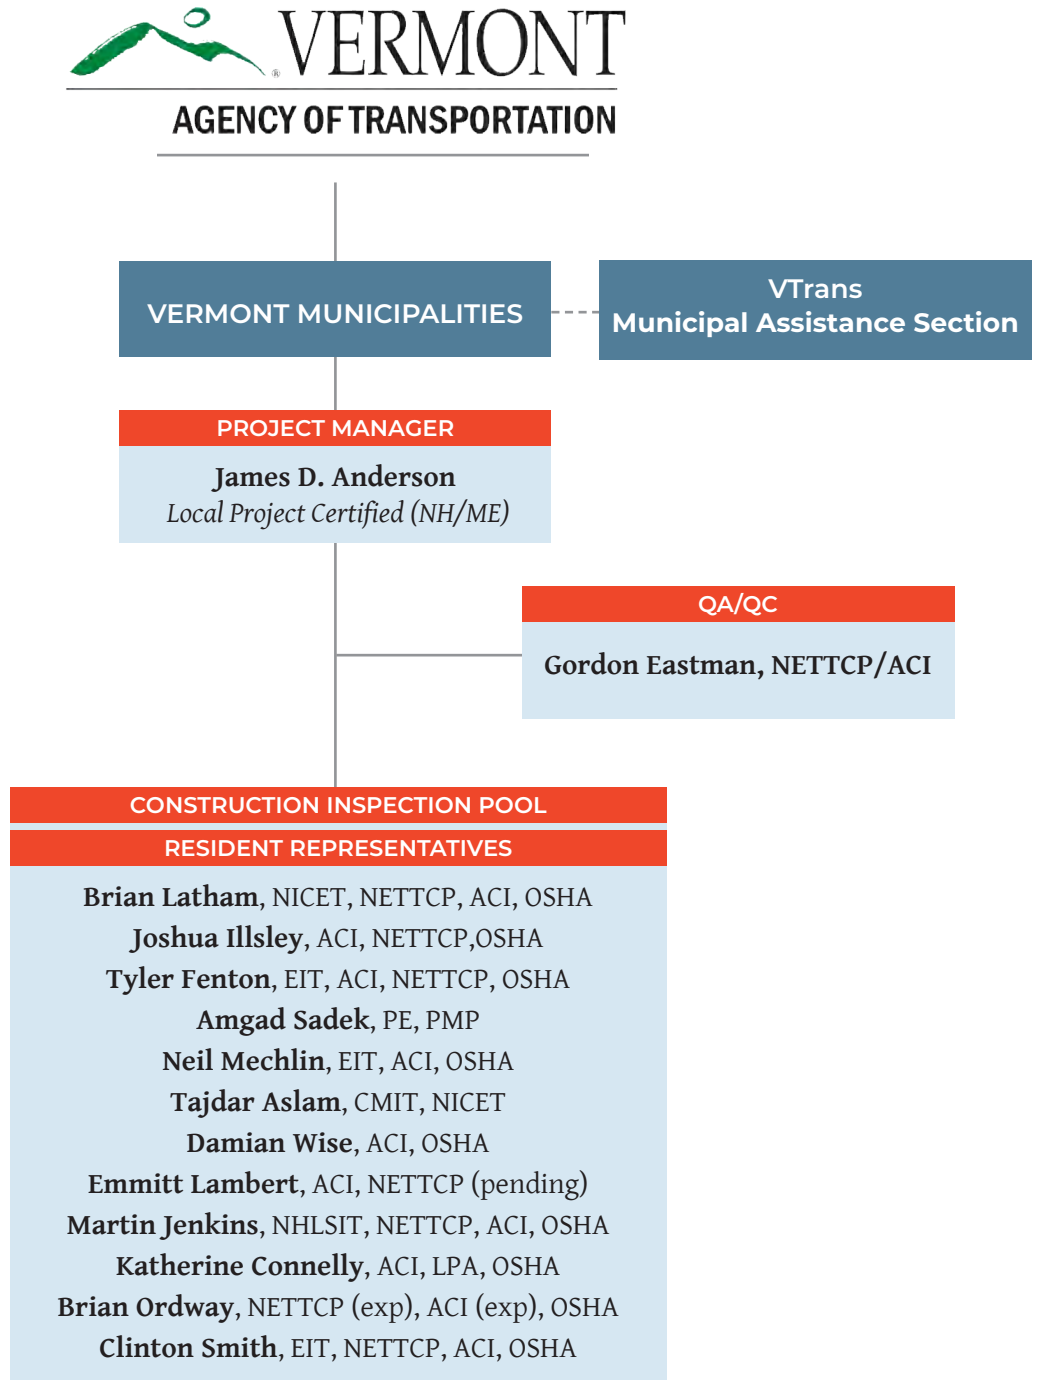 VERMONT
®
AGENCY OF TRANSPORTATION
VERMONT MUNICIPALITIES
VTrans
Municipal Assistance Section
PROJECT MANAGER
James D. Anderson
Local Project Certified (NH/ME)
QA/QC
Gordon Eastman, NETTCP/ACI
CONSTRUCTION INSPECTION POOL
RESIDENT REPRESENTATIVES
Brian Latham, NICET, NETTCP, ACI, OSHA
Joshua Illsley, ACI, NETTCP,OSHA
Tyler Fenton, EIT, ACI, NETTCP, OSHA
Amgad Sadek, PE, PMP
Neil Mechlin, EIT, ACI, OSHA
Tajdar Aslam, CMIT, NICET
Damian Wise, ACI, OSHA
Emmitt Lambert, ACI, NETTCP (pending)
Martin Jenkins, NHLSIT, NETTCP, ACI, OSHA
Katherine Connelly, ACI, LPA, OSHA
Brian Ordway, NETTCP (exp), ACI (exp), OSHA
Clinton Smith, EIT, NETTCP, ACI, OSHA